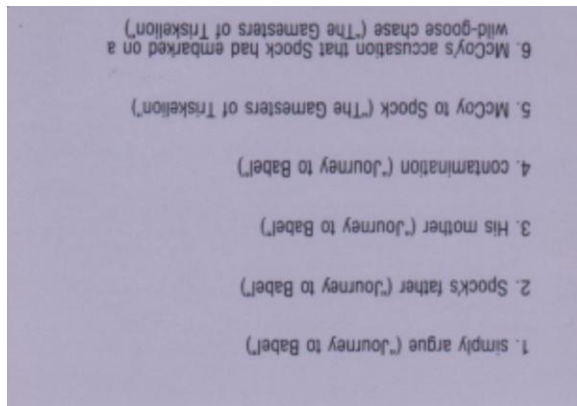 1. simply argue ("Journey to Babel")
2. Spock's father ("Journey to Babel")
3. His mother ("Journey to Babel")
4. contamination ("Journey to Babel")
5. McCoy to Spock ("The Gamesters of Triskelion")
6. McCoy's accusation that Spock had embarked on a
wild-goose chase ("The Gamesters of Triskelion")